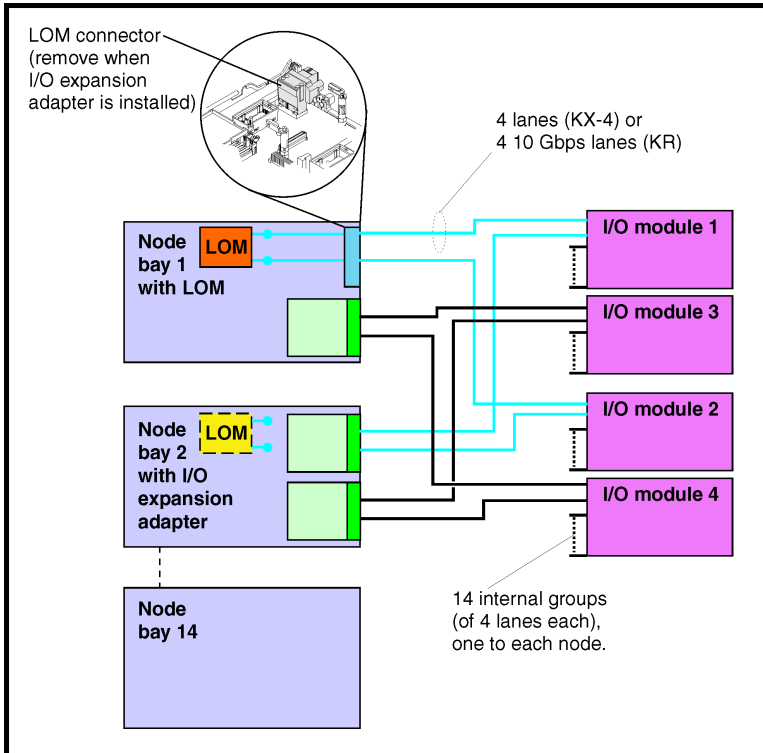 LOM connector
(remove when
I/O expansion
adapter is installed)
4 lanes (KX-4) or
4 10 Gbps lanes (KR)
Node
bay 1
with LOM
LOM
I/O module 1
I/O module 3
Node
bay 2
with I/O
expansion
adapter
LOM
I/O module 2
I/O module 4
Node
bay 14
14 internal groups
(of 4 lanes each),
one to each node.